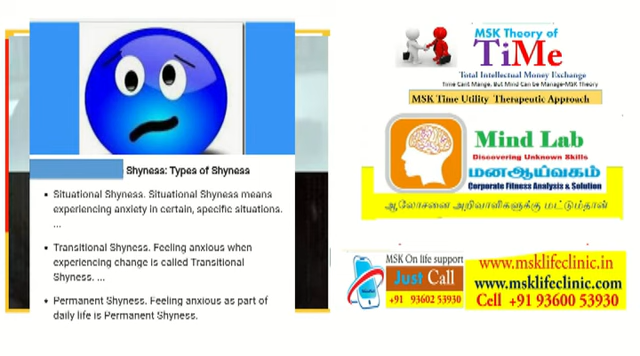 Shyness: Types of Shyness
• Situational Shyness. Situational Shyness means
experiencing anxiety in certain, specific situations.
...
• Transitional Shyness. Feeling anxious when
experiencing change is called Transitional
Shyness. ...
• Permanent Shyness. Feeling anxious as part of
daily life is Permanent Shyness.
MSK Theory of
TiMe
Total Intellectual Money Exchange
Time Cant Mange, But Mind Can be Manage-MSK Theory
MSK Time Utility Therapeutic Approach
Mind Lab
Discovering Unknown Skills
மனஆய்வகம்
Corporate Fitness Analysis & Solution
ஆலோசனை அறிவாளிகளுக்கு மட்டும்தான்
MSK On life support
Just Call
+91 93602 53930
www.msklifeclinic.in
www.msklifeclinic.com
Cell +91 93600 53930